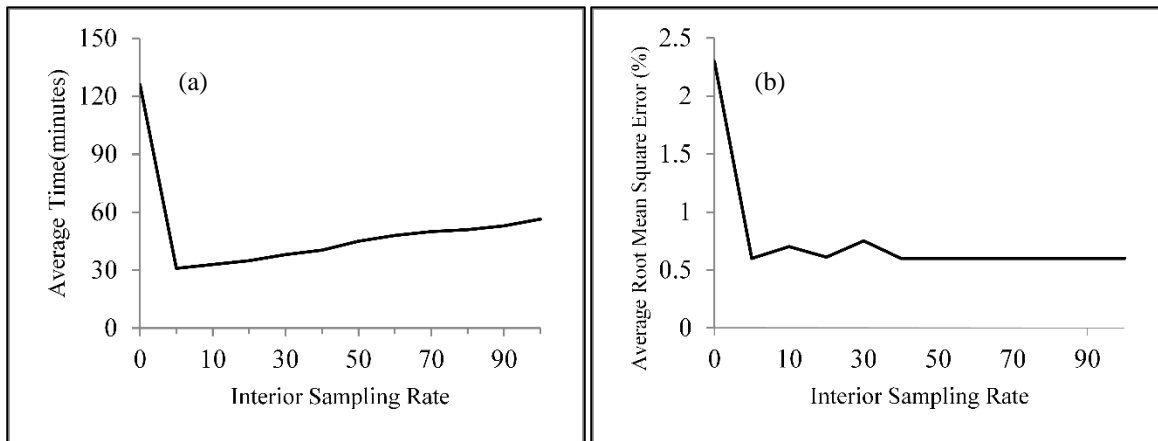 150
120
90
60
30
0
Average Time(minutes)
(a)
0 10 30 50 70 90
Interior Sampling Rate
2.5
2
1.5
1
0.5
0
Average Root Mean Square Error (%)
(b)
0 10 30 50 70 90
Interior Sampling Rate